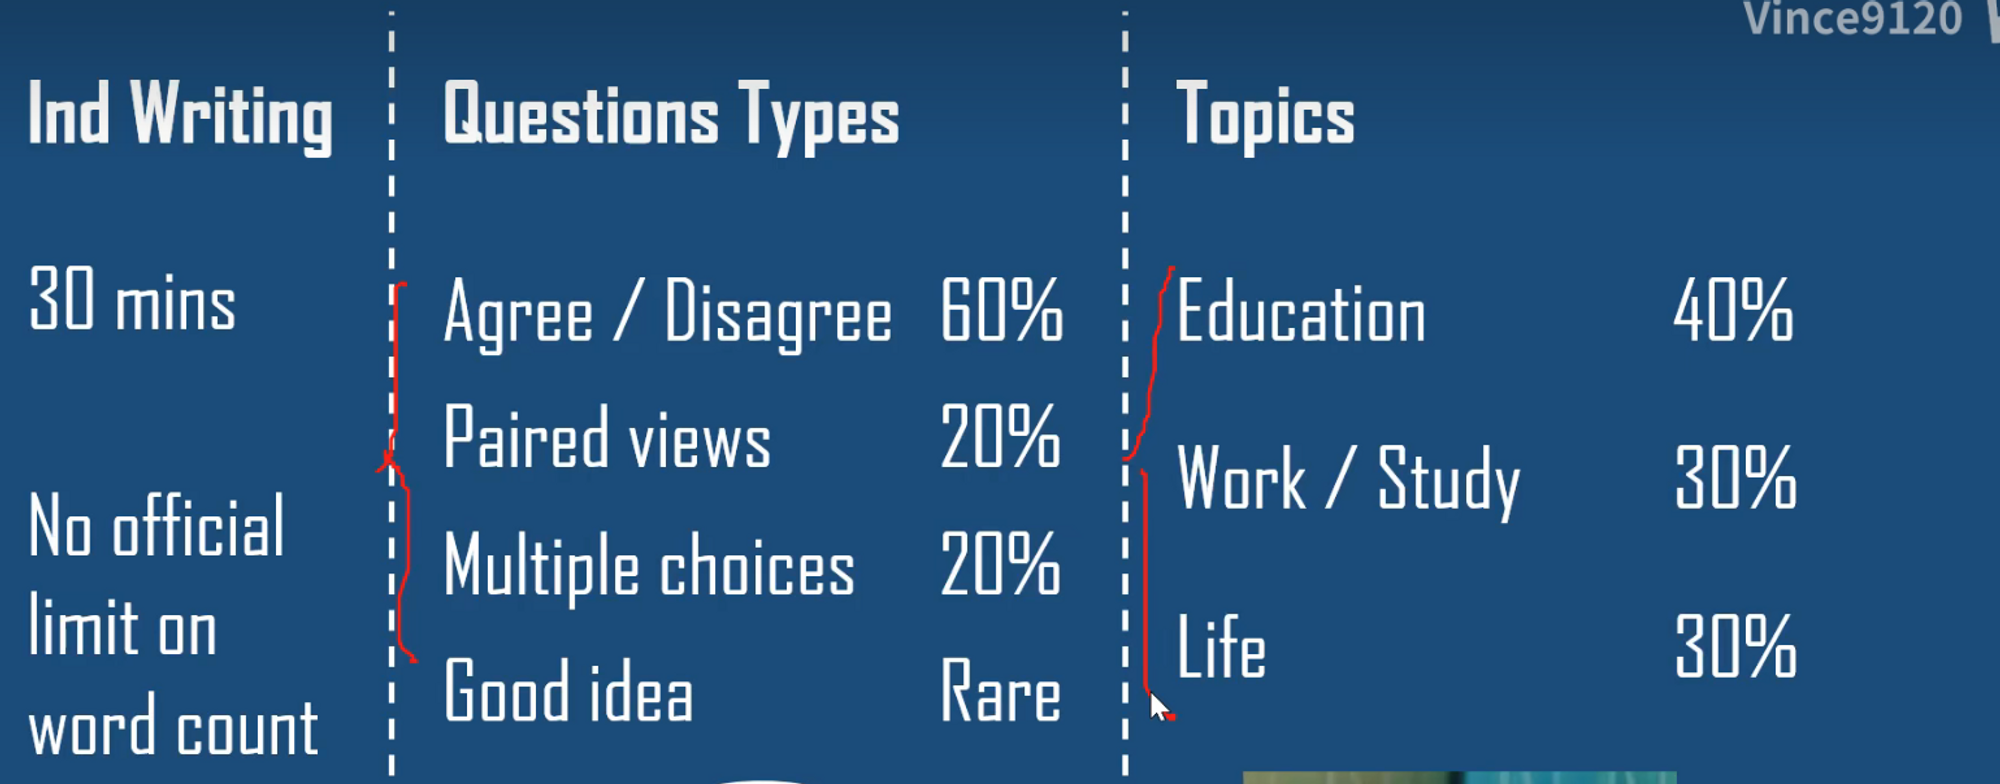 Vince9120
Ind Writing
30 mins
No official
limit on
word count
Questions Types
Agree / Disagree 60%
Paired views 20%
Multiple choices 20%
Good idea Rare
Topics
Education 40%
Work / Study 30%
Life 30%